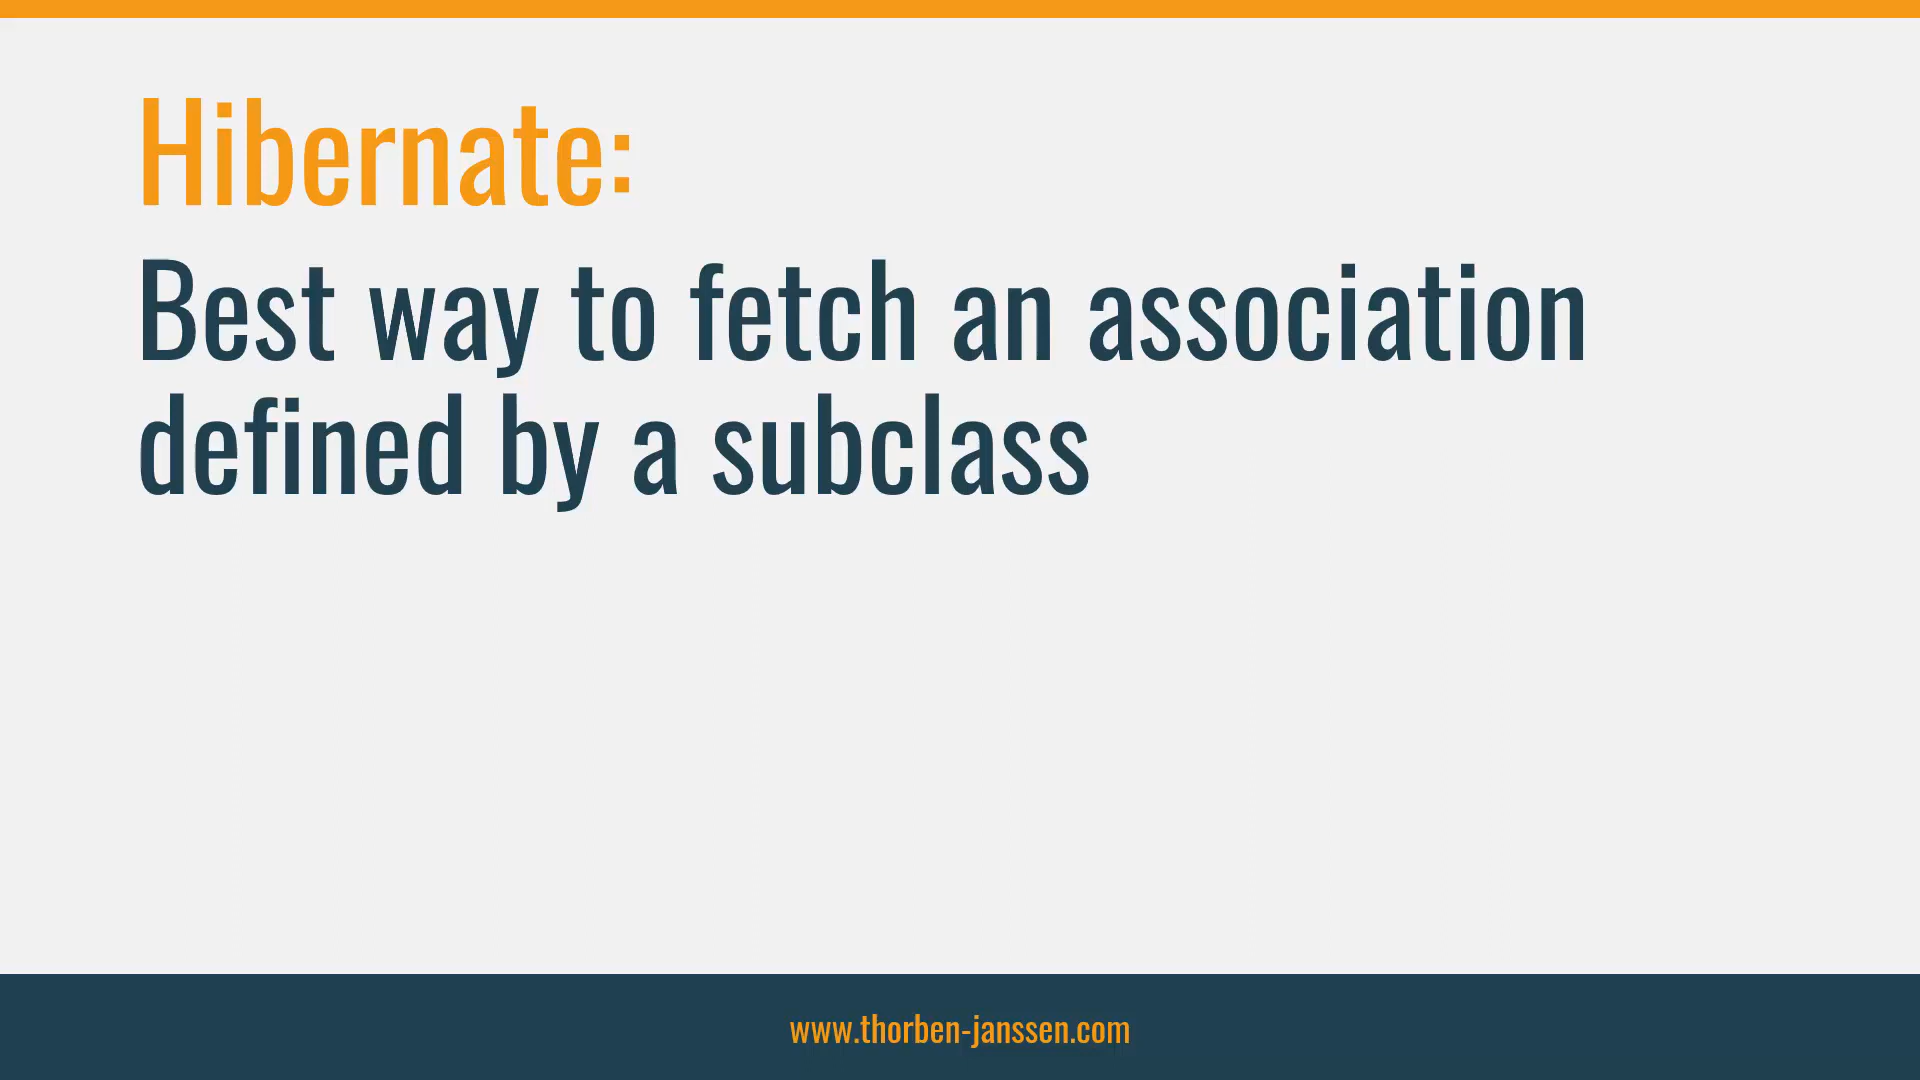 Hibernate:
Best way to fetch an association
defined by a subclass
www.thorben-janssen.com